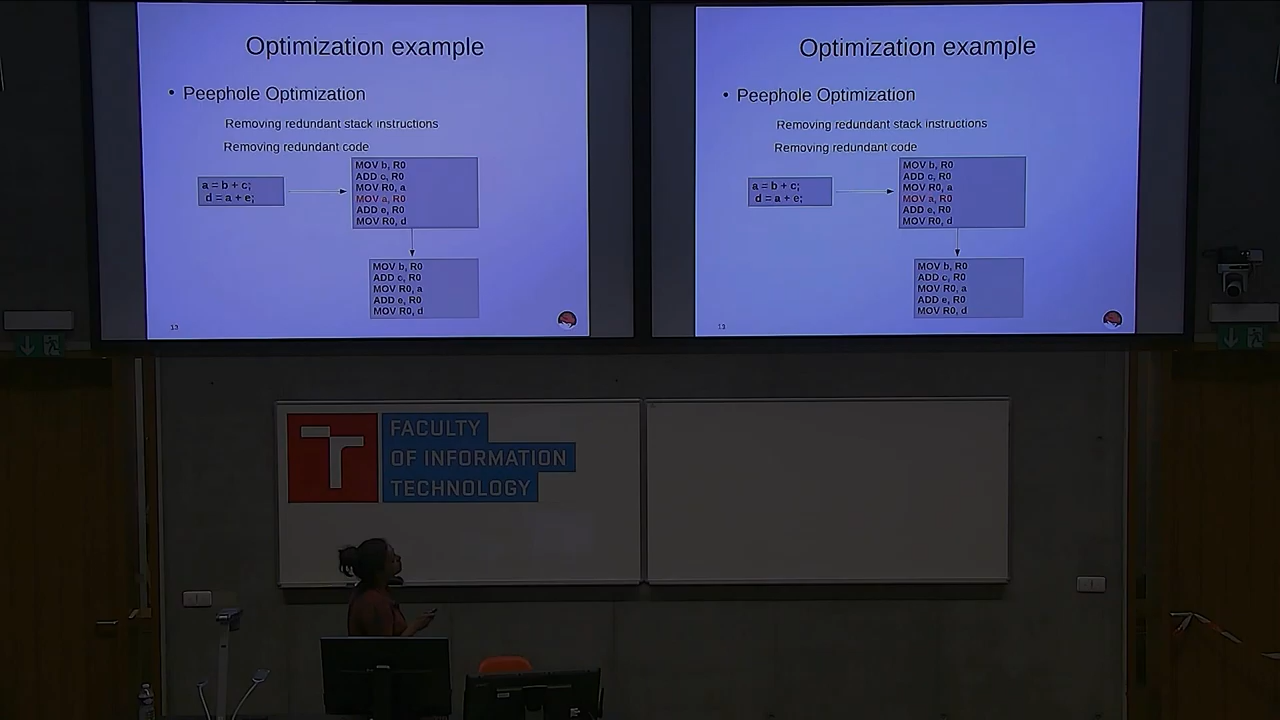 Optimization example
• Peephole Optimization
Removing redundant stack instructions
Removing redundant code
a = b + c;
d = a + e;
MOV b, R0
ADD c, R0
MOV R0, a
MOV a, R0
ADD e, R0
MOV R0, d
MOV b, R0
ADD c, R0
MOV R0, a
ADD e, R0
MOV R0, d
13
Optimization example
• Peephole Optimization
Removing redundant stack instructions
Removing redundant code
a = b + c;
d = a + e;
MOV b, R0
ADD c, R0
MOV R0, a
MOV a, R0
ADD e, R0
MOV R0, d
MOV b, R0
ADD c, R0
MOV R0, a
ADD e, R0
MOV R0, d
13
T
FACULTY
OF INFORMATION
TECHNOLOGY